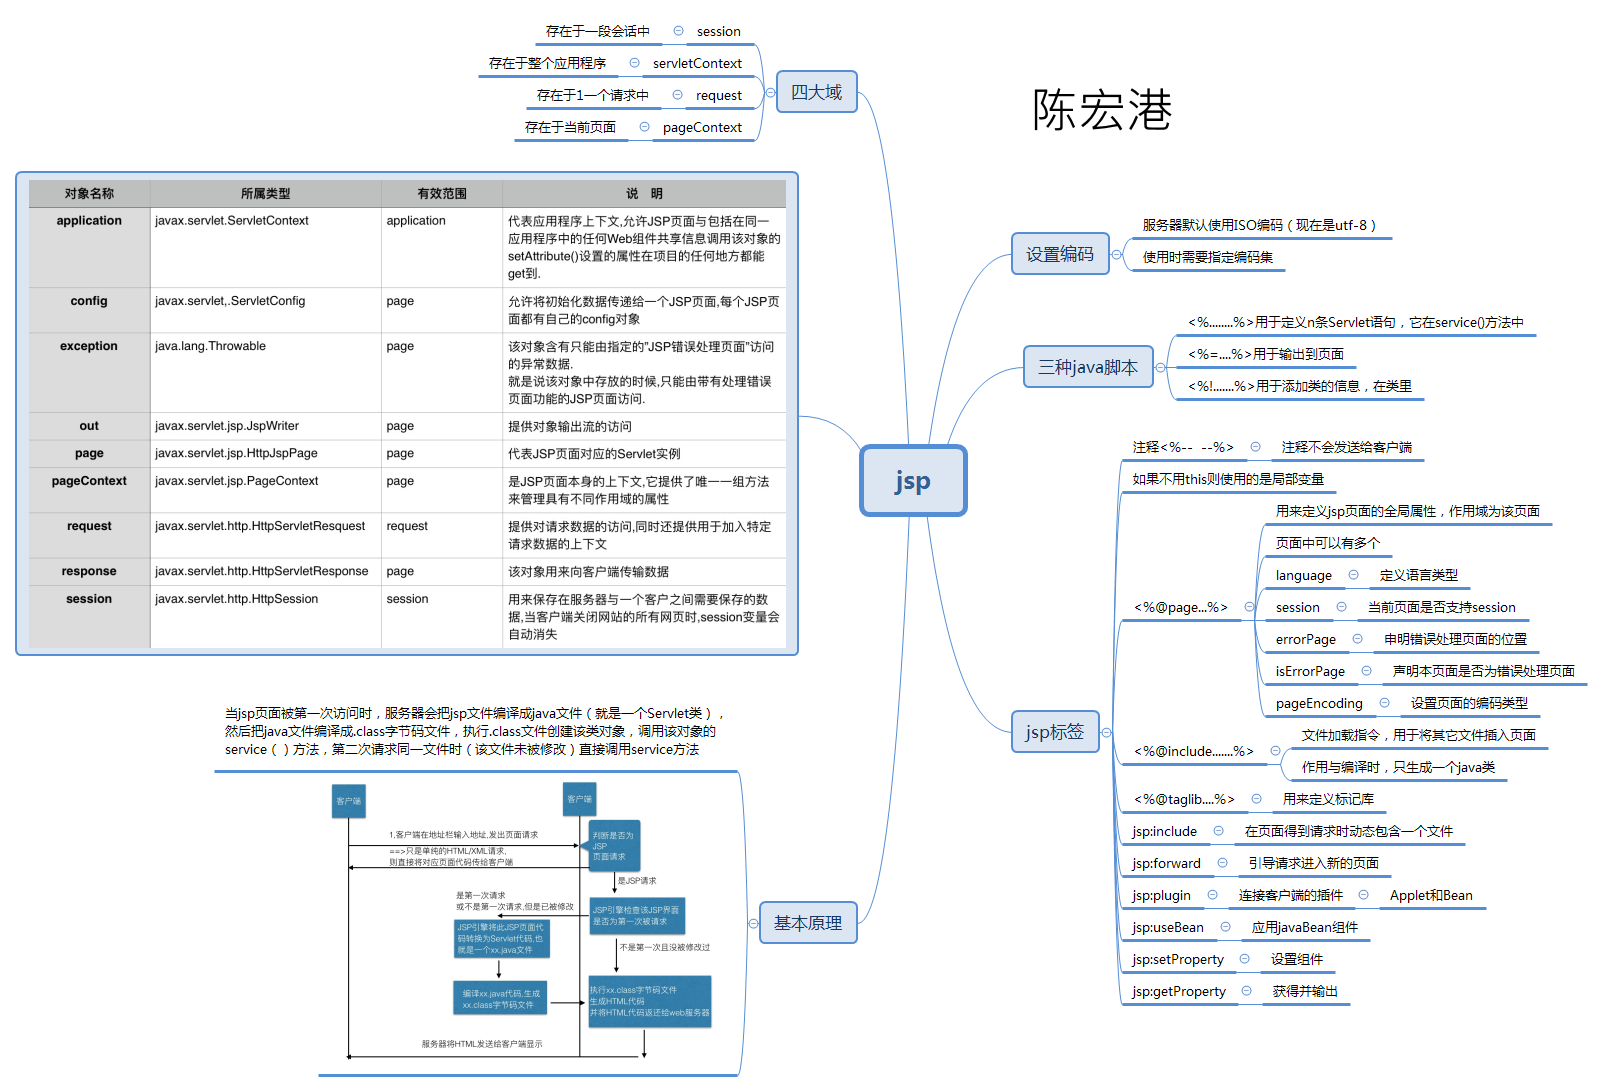 存在于一段会话中 session
存在于整个应用程序 servletContext
存在于1一个请求中 request
存在于当前页面 pageContext
四大域
陈宏港
对象名称 所属类型 有效范围 说 明
application javax.servlet.ServletContext application 代表应用程序上下文,允许JSP页面与包括在同一
应用程序中的任何Web组件共享信息调用该对象的
setAttribute()设置的属性在项目的任何地方都能
get到.
config javax.servlet,.ServletConfig page 允许将初始化数据传递给一个JSP页面,每个JSP页
面都有自己的config对象
exception java.lang.Throwable page 该对象含有只能由指定的"JSP错误处理页面"访问
的异常数据.
就是说该对象中存放的时候,只能由带有处理错误
页面功能的JSP页面访问.
out javax.servlet.jsp.JspWriter page 提供对象输出流的访问
page javax.servlet.jsp.HttpJspPage page 代表JSP页面对应的Servlet实例
pageContext javax.servlet.jsp.PageContext page 是JSP页面本身的上下文,它提供了唯一一组方法
来管理具有不同作用域的属性
request javax.servlet.http.HttpServletResquest request 提供对请求数据的访问,同时还提供用于加入特定
请求数据的上下文
response javax.servlet.http.HttpServletResponse page 该对象用来向客户端传输数据
session javax.servlet.http.HttpSession session 用来保存在服务器与一个客户之间需要保存的数
据,当客户端关闭网站的所有网页时,session变量会
自动消失
jsp
设置编码
服务器默认使用ISO编码（现在是utf-8）
使用时需要指定编码集
三种java脚本
<%........%>用于定义n条Servlet语句，它在service()方法中
<%=....%>用于输出到页面
<%!.......%>用于添加类的信息，在类里
jsp标签
注释<%-- --%> 注释不会发送给客户端
如果不用this则使用的是局部变量
<%@page...%>
用来定义jsp页面的全局属性，作用域为该页面
页面中可以有多个
language 定义语言类型
session 当前页面是否支持session
errorPage 申明错误处理页面的位置
isErrorPage 声明本页面是否为错误处理页面
pageEncoding 设置页面的编码类型
<%@include.......%>
文件加载指令，用于将其它文件插入页面
作用与编译时，只生成一个java类
<%@taglib....%> 用来定义标记库
jsp:include 在页面得到请求时动态包含一个文件
jsp:forward 引导请求进入新的页面
jsp:plugin 连接客户端的插件 Applet和Bean
jsp:useBean 应用javaBean组件
jsp:setProperty 设置组件
jsp:getProperty 获得并输出
基本原理
当jsp页面被第一次访问时，服务器会把jsp文件编译成java文件（就是一个Servlet类），
然后把java文件编译成.class字节码文件，执行.class文件创建该类对象，调用该对象的
service（）方法，第二次请求同一文件时（该文件未被修改）直接调用service方法
客户端 客户端
1,客户端在地址栏输入地址,发出页面请求
==>只是单纯的HTML/XML请求,
则直接将对应页面代码传给客户端
判断是否为
JSP
页面请求
是JSP请求
是第一次请求
或不是第一次请求,但是已被修改
JSP引擎检查该JSP界面
是否为第一次被请求
JSP引擎将此JSP页面代
码转换为Servlet代码,也
就是一个xx.java文件
不是第一次且没被修改过
编译xx.java代码,生成
xx.class字节码文件
执行xx.class字节码文件
生成HTML代码
并将HTML代码返还给web服务器
服务器将HTML发送给客户端显示